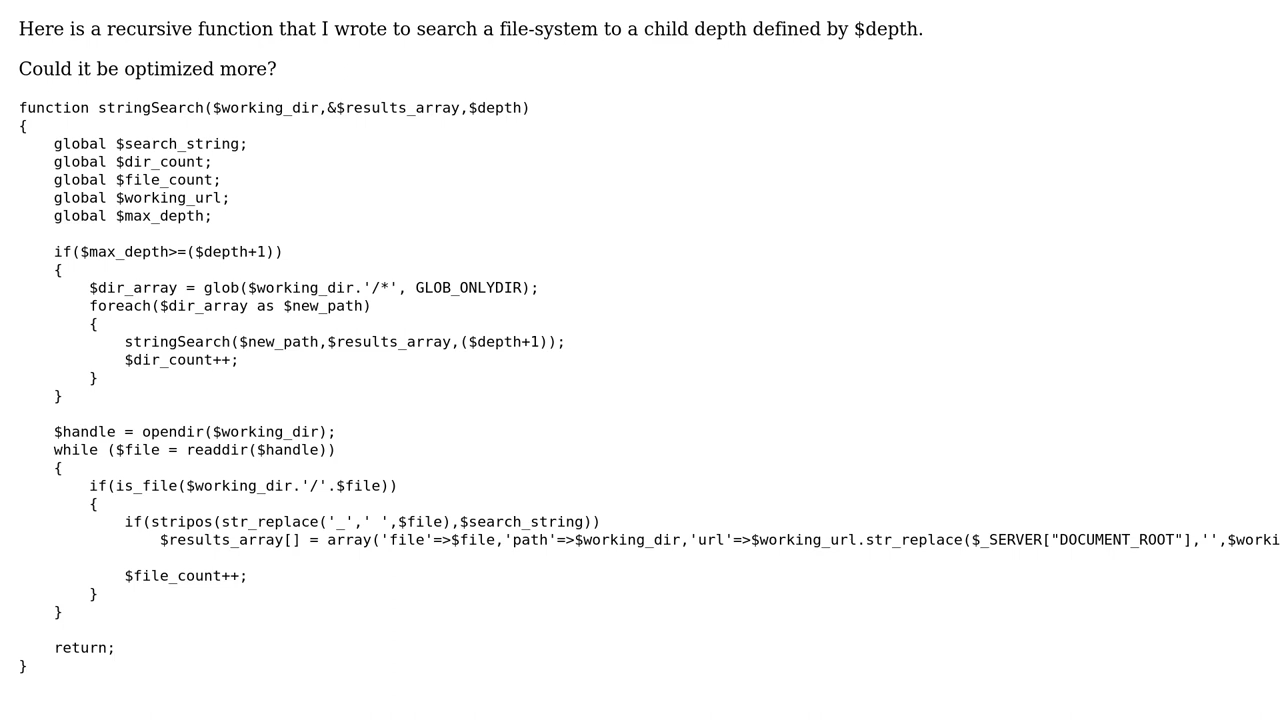 Here is a recursive function that I wrote to search a file-system to a child depth defined by $depth.
Could it be optimized more?
function stringSearch($working_dir,&$results_array,$depth)
{
    global $search_string;
    global $dir_count;
    global $file_count;
    global $working_url;
    global $max_depth;

    if($max_depth>=($depth+1))
    {
        $dir_array = glob($working_dir.'/*', GLOB_ONLYDIR);
        foreach($dir_array as $new_path)
        {
            stringSearch($new_path,$results_array,($depth+1));
            $dir_count++;
        }
    }

    $handle = opendir($working_dir);
    while ($file = readdir($handle))
    {
        if(is_file($working_dir.'/'.$file))
        {
            if(stripos(str_replace('_',' ',$file),$search_string))
                $results_array[] = array('file'=>$file,'path'=>$working_dir,'url'=>$working_url.str_replace($_SERVER["DOCUMENT_ROOT"],'',$worki

            $file_count++;
        }
    }

    return;
}